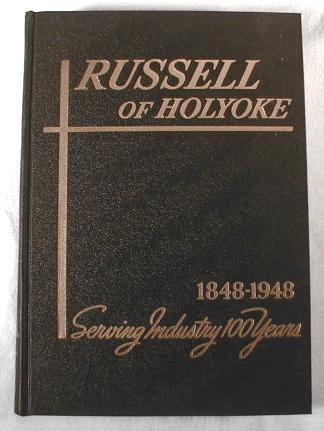 RUSSELL
OF HOLYOKE
1848-1948
Serving Industry 100 Years